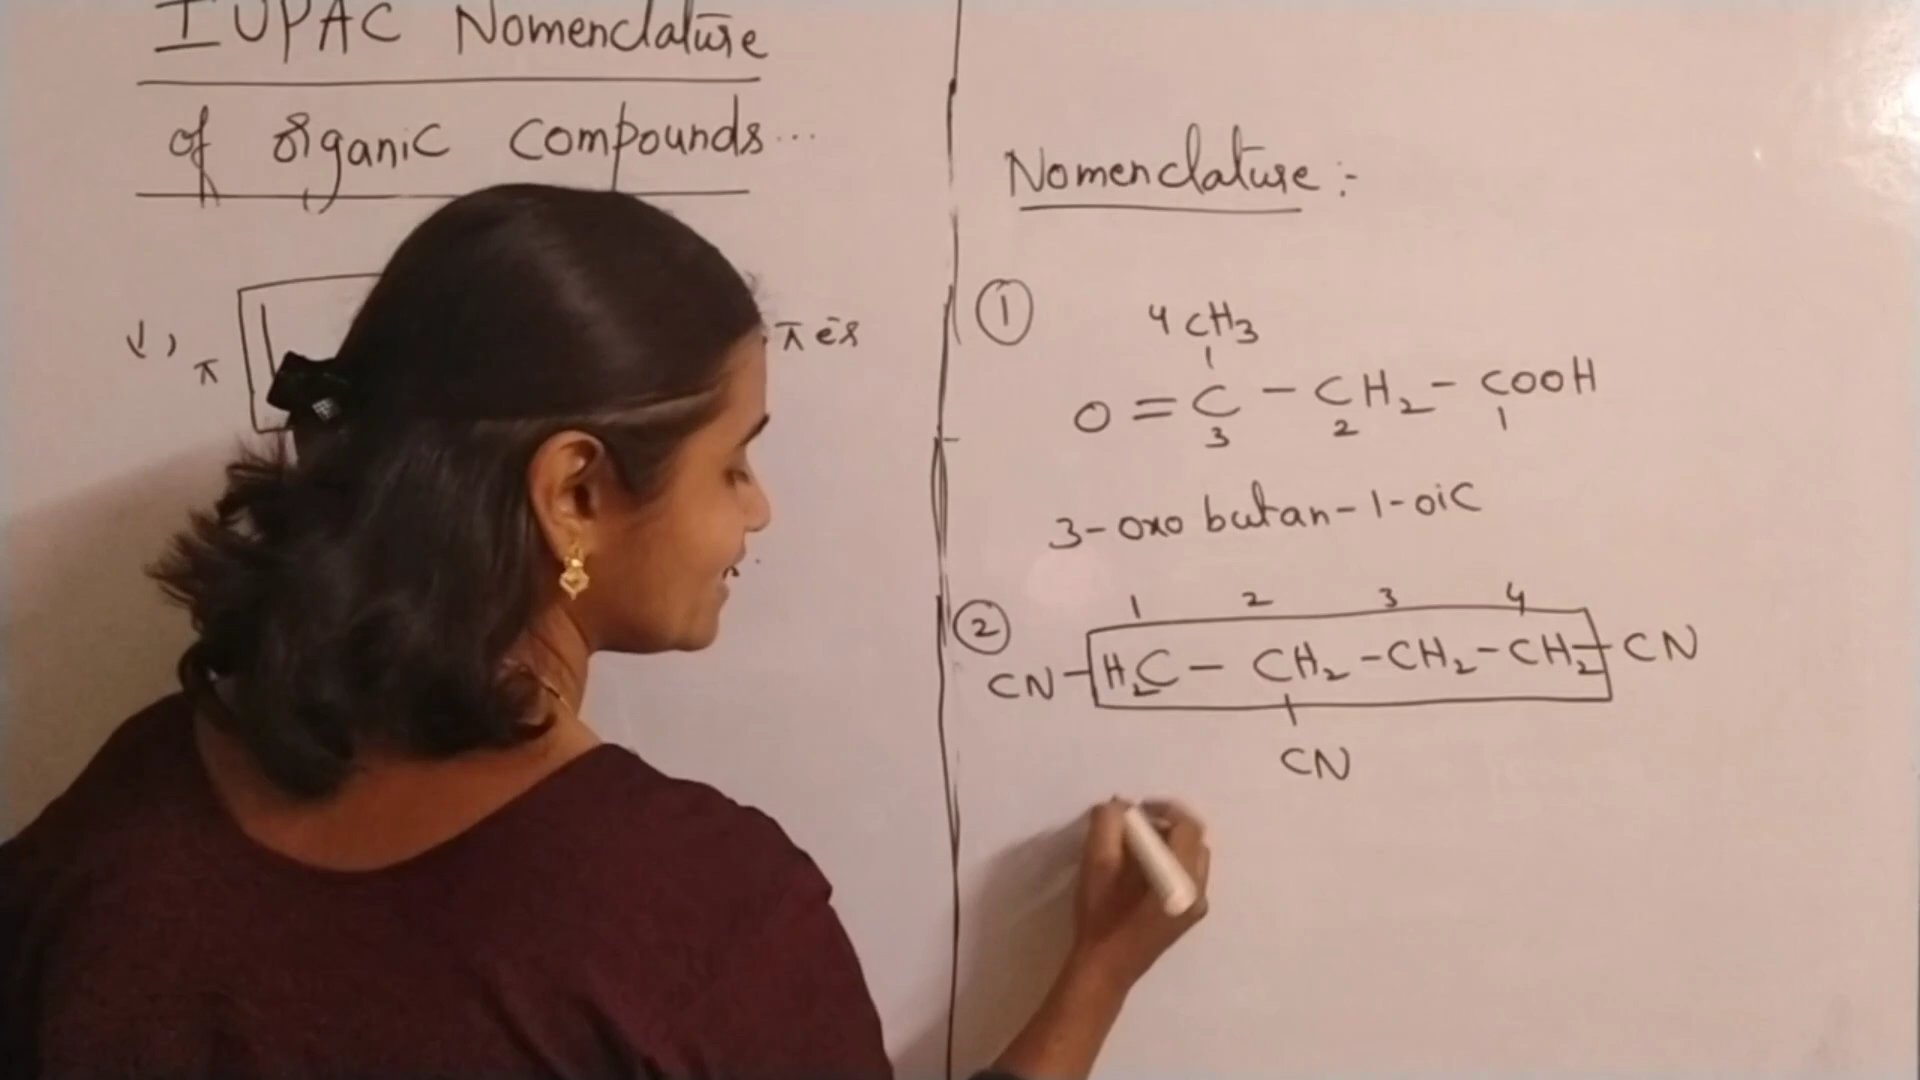 IUPAC Nomenclature
of organic compounds...
π
Nomenclature :-
①
4 CH3
O = C - CH2 - COOH
3 2 1
3-oxo butan-1-oic
②
1 2 3 4
CN - H2C - CH2 - CH2 - CH2 - CN
CN